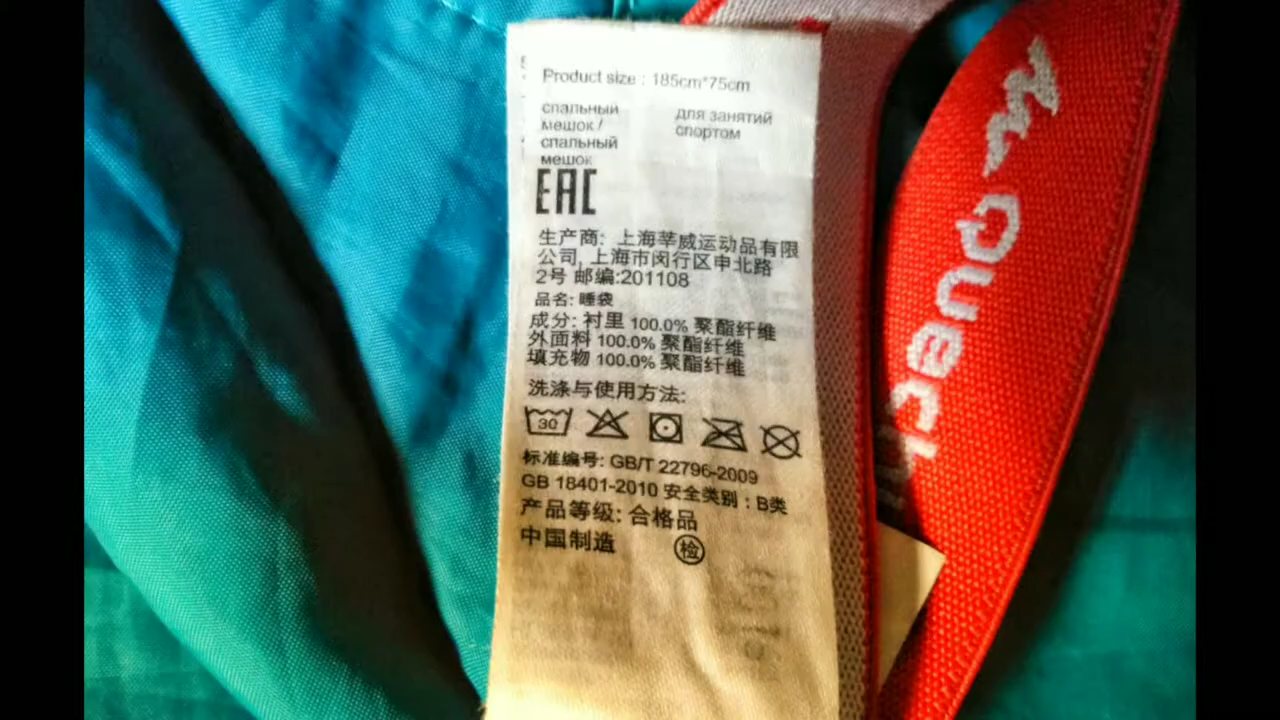 Product size : 185cm*75cm
спальный
мешок /
спальный
мешок
для занятий
спортом
EAC
生产商: 上海莘威运动品有限
公司, 上海市闵行区申北路
2号 邮编:201108
品名: 睡袋
成分: 衬里 100.0% 聚酯纤维
外面料 100.0% 聚酯纤维
填充物 100.0% 聚酯纤维
洗涤与使用方法:
30
标准编号: GB/T 22796-2009
GB 18401-2010 安全类别 : B类
产品等级: 合格品
中国制造
检
Quech